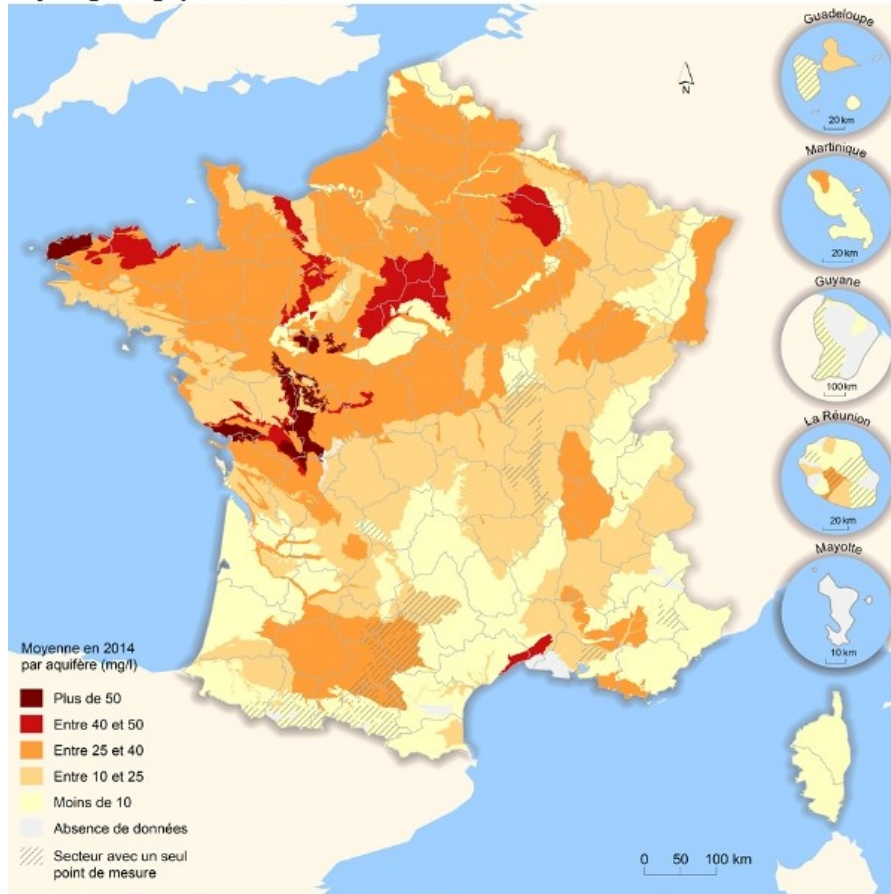 Guadeloupe
20 km
N
Martinique
20 km
Guyane
100 km
La Réunion
20 km
Mayotte
10 km
Moyenne en 2014
par aquifère (mg/l)
Plus de 50
Entre 40 et 50
Entre 25 et 40
Entre 10 et 25
Moins de 10
Absence de données
Secteur avec un seul
point de mesure
0 50 100 km